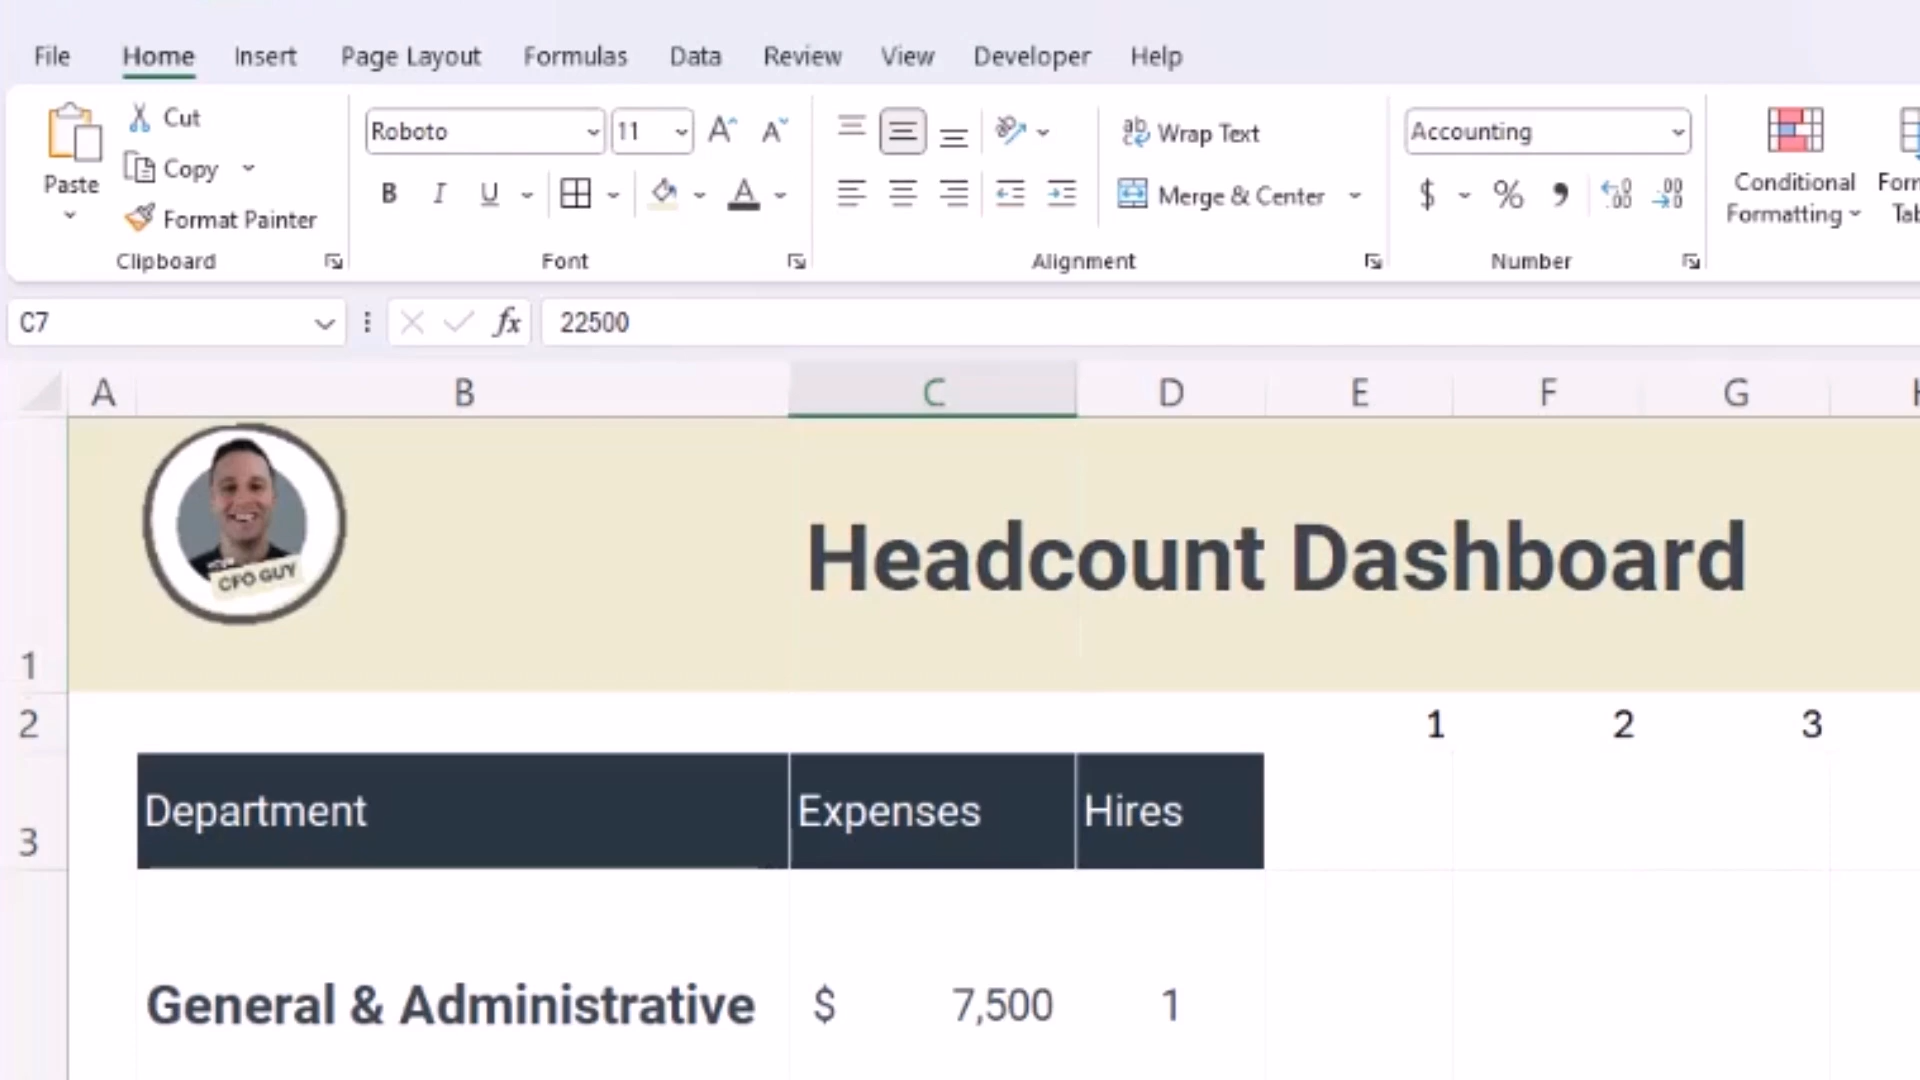 File Home Insert Page Layout Formulas Data Review View Developer Help
Paste
Cut
Copy
Format Painter
Clipboard
Roboto 11
B I U A
Font
Wrap Text
Merge & Center
Alignment
Accounting
$ % ,
Number
Conditional
Formatting
C7 fx 22500
A B C D E F G
CFO GUY
Headcount Dashboard
1
2 1 2 3
3 Department Expenses Hires
General & Administrative $ 7,500 1